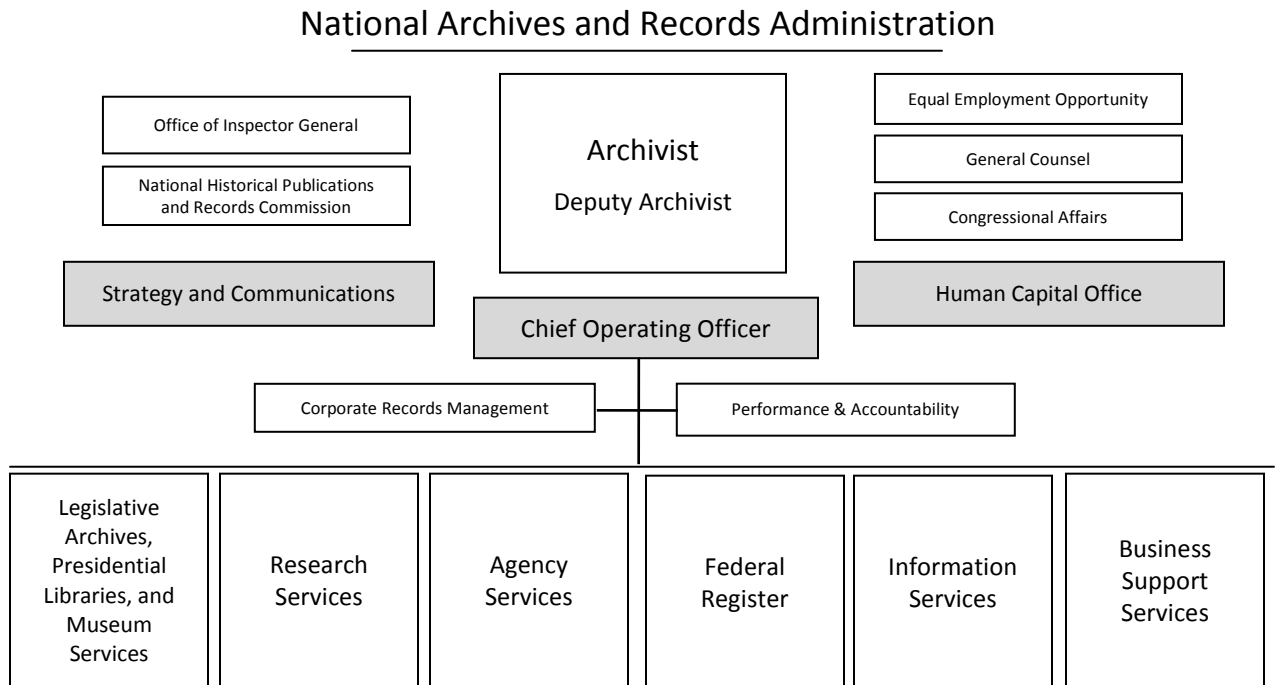 National Archives and Records Administration
Office of Inspector General
National Historical Publications
and Records Commission
Strategy and Communications
Archivist
Deputy Archivist
Equal Employment Opportunity
General Counsel
Congressional Affairs
Human Capital Office
Chief Operating Officer
Corporate Records Management
Performance & Accountability
Legislative
Archives,
Presidential
Libraries, and
Museum
Services
Research
Services
Agency
Services
Federal
Register
Information
Services
Business
Support
Services